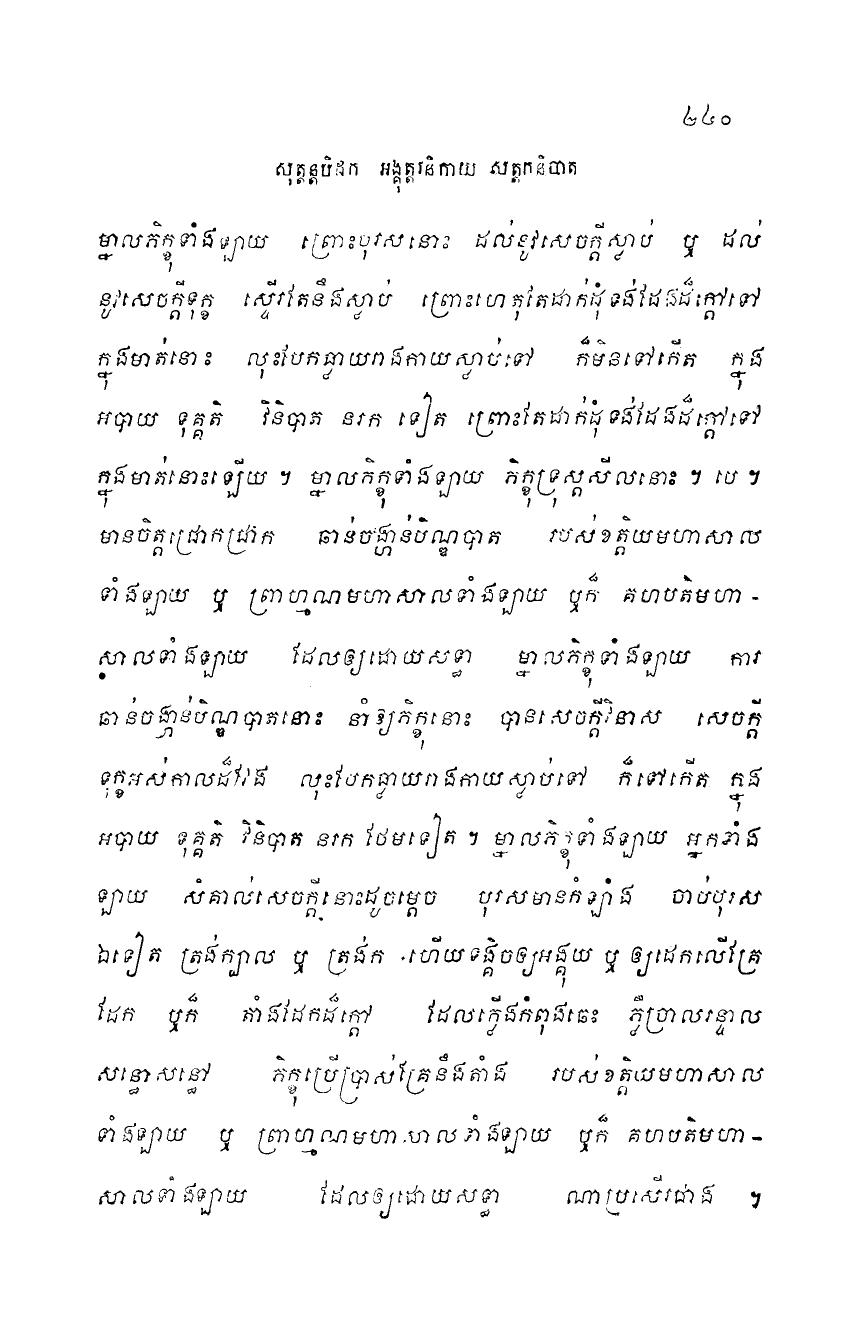 ៤៤០
សុត្តន្តបិដក អង្គុត្តរនិកាយ សត្តកនិបាត
ម្នាលភិក្ខុទាំងឡាយ ព្រោះបុរសនោះ ដល់នូវសេចក្តីស្លាប់ ឬ ដល់
នូវសេចក្តីទុក្ខ ស្ទើរតែនឹងស្លាប់ ព្រោះហេតុតែដាក់ដុំទង់ដែងដ៏ក្តៅទៅ
ក្នុងមាត់នោះ លុះបែកធ្លាយរាងកាយស្លាប់ទៅ ក៏មិនទៅកើត ក្នុង
អបាយ ទុគ្គតិ វិនិបាត នរក ទៀត ព្រោះតែដាក់ដុំទង់ដែងដ៏ក្តៅទៅ
ក្នុងមាត់នោះឡើយ ។ ម្នាលភិក្ខុទាំងឡាយ ភិក្ខុទ្រុស្តសីលនោះ ។ បេ ។
មានចិត្តជ្រោកជ្រាក ឆាន់ចង្ហាន់បិណ្ឌបាត របស់ខត្តិយមហាសាល
ទាំងឡាយ ឬ ព្រាហ្មណមហាសាលទាំងឡាយ ឬក៏ គហបតិមហា-
សាលទាំងឡាយ ដែលឲ្យដោយសទ្ធា ម្នាលភិក្ខុទាំងឡាយ ការ
ឆាន់ចង្ហាន់បិណ្ឌបាតនោះ នាំឱ្យភិក្ខុនោះ បានសេចក្តីវិនាស សេចក្តី
ទុក្ខអស់កាលដ៏វែង លុះបែកធ្លាយរាងកាយស្លាប់ទៅ ក៏ទៅកើត ក្នុង
អបាយ ទុគ្គតិ វិនិបាត នរក ថែមទៀត ។ ម្នាលភិក្ខុទាំងឡាយ អ្នកទាំង
ឡាយ សំគាល់សេចក្តីនោះដូចម្តេច បុរសមានកំឡាំង ចាប់បុរស
ឯទៀត ត្រង់ក្បាល ឬ ត្រង់ក ហើយទង្គិចឲ្យអង្គុយ ឬ ឲ្យដេកលើគ្រែ
ដែក ឬក៏ តាំងដែកដ៏ក្តៅ ដែលភ្លើងកំពុងឆេះ ភ្លឺច្រាលរន្ទាល
សន្ធោសន្ធៅ ភិក្ខុប្រើប្រាស់គ្រែនឹងតាំង របស់ខត្តិយមហាសាល
ទាំងឡាយ ឬ ព្រាហ្មណមហាសាលទាំងឡាយ ឬក៏ គហបតិមហា-
សាលទាំងឡាយ ដែលឲ្យដោយសទ្ធា ណាប្រសើរជាង ។